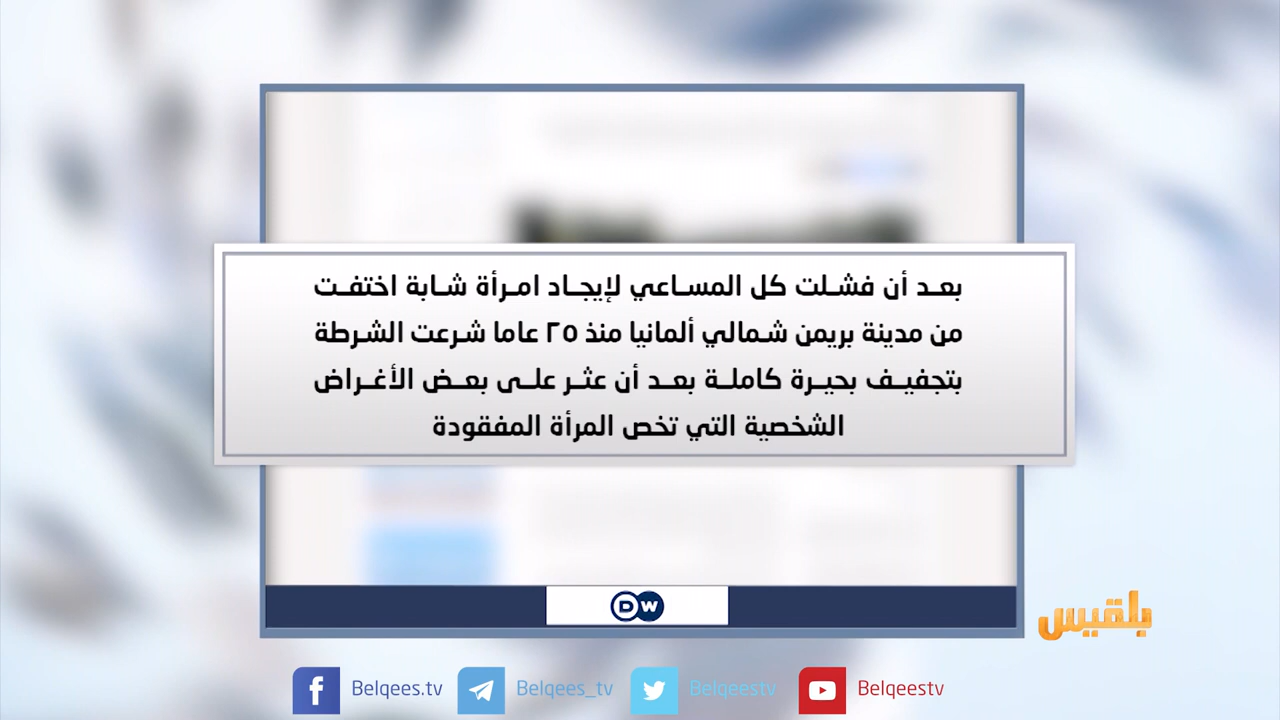 بعد أن فشلت كل المساعي لإيجاد امرأة شابة اختفت
من مدينة بريمن شمالي ألمانيا منذ ٢٥ عاما شرعت الشرطة
بتجفيف بحيرة كاملة بعد أن عثر على بعض الأغراض
الشخصية التي تخص المرأة المفقودة
DW
بلقيس
Belqees.tv Belqees_tv Belqeestv Belqeestv